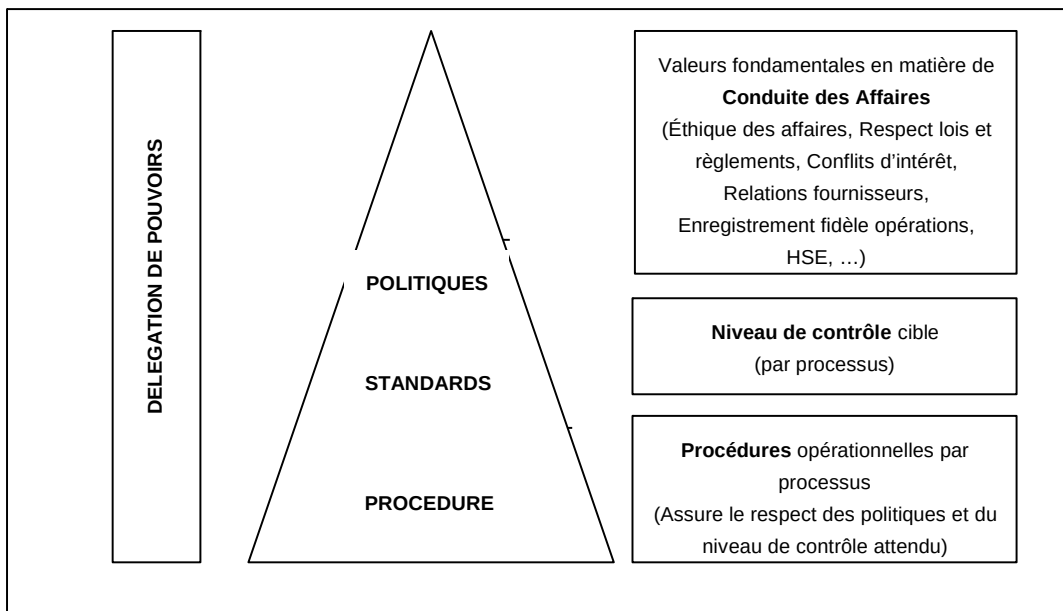 DELEGATION DE POUVOIRS
POLITIQUES
STANDARDS
PROCEDURE
Valeurs fondamentales en matière de
Conduite des Affaires
(Éthique des affaires, Respect lois et
règlements, Conflits d’intérêt,
Relations fournisseurs,
Enregistrement fidèle opérations,
HSE, …)
Niveau de contrôle cible
(par processus)
Procédures opérationnelles par
processus
(Assure le respect des politiques et du
niveau de contrôle attendu)